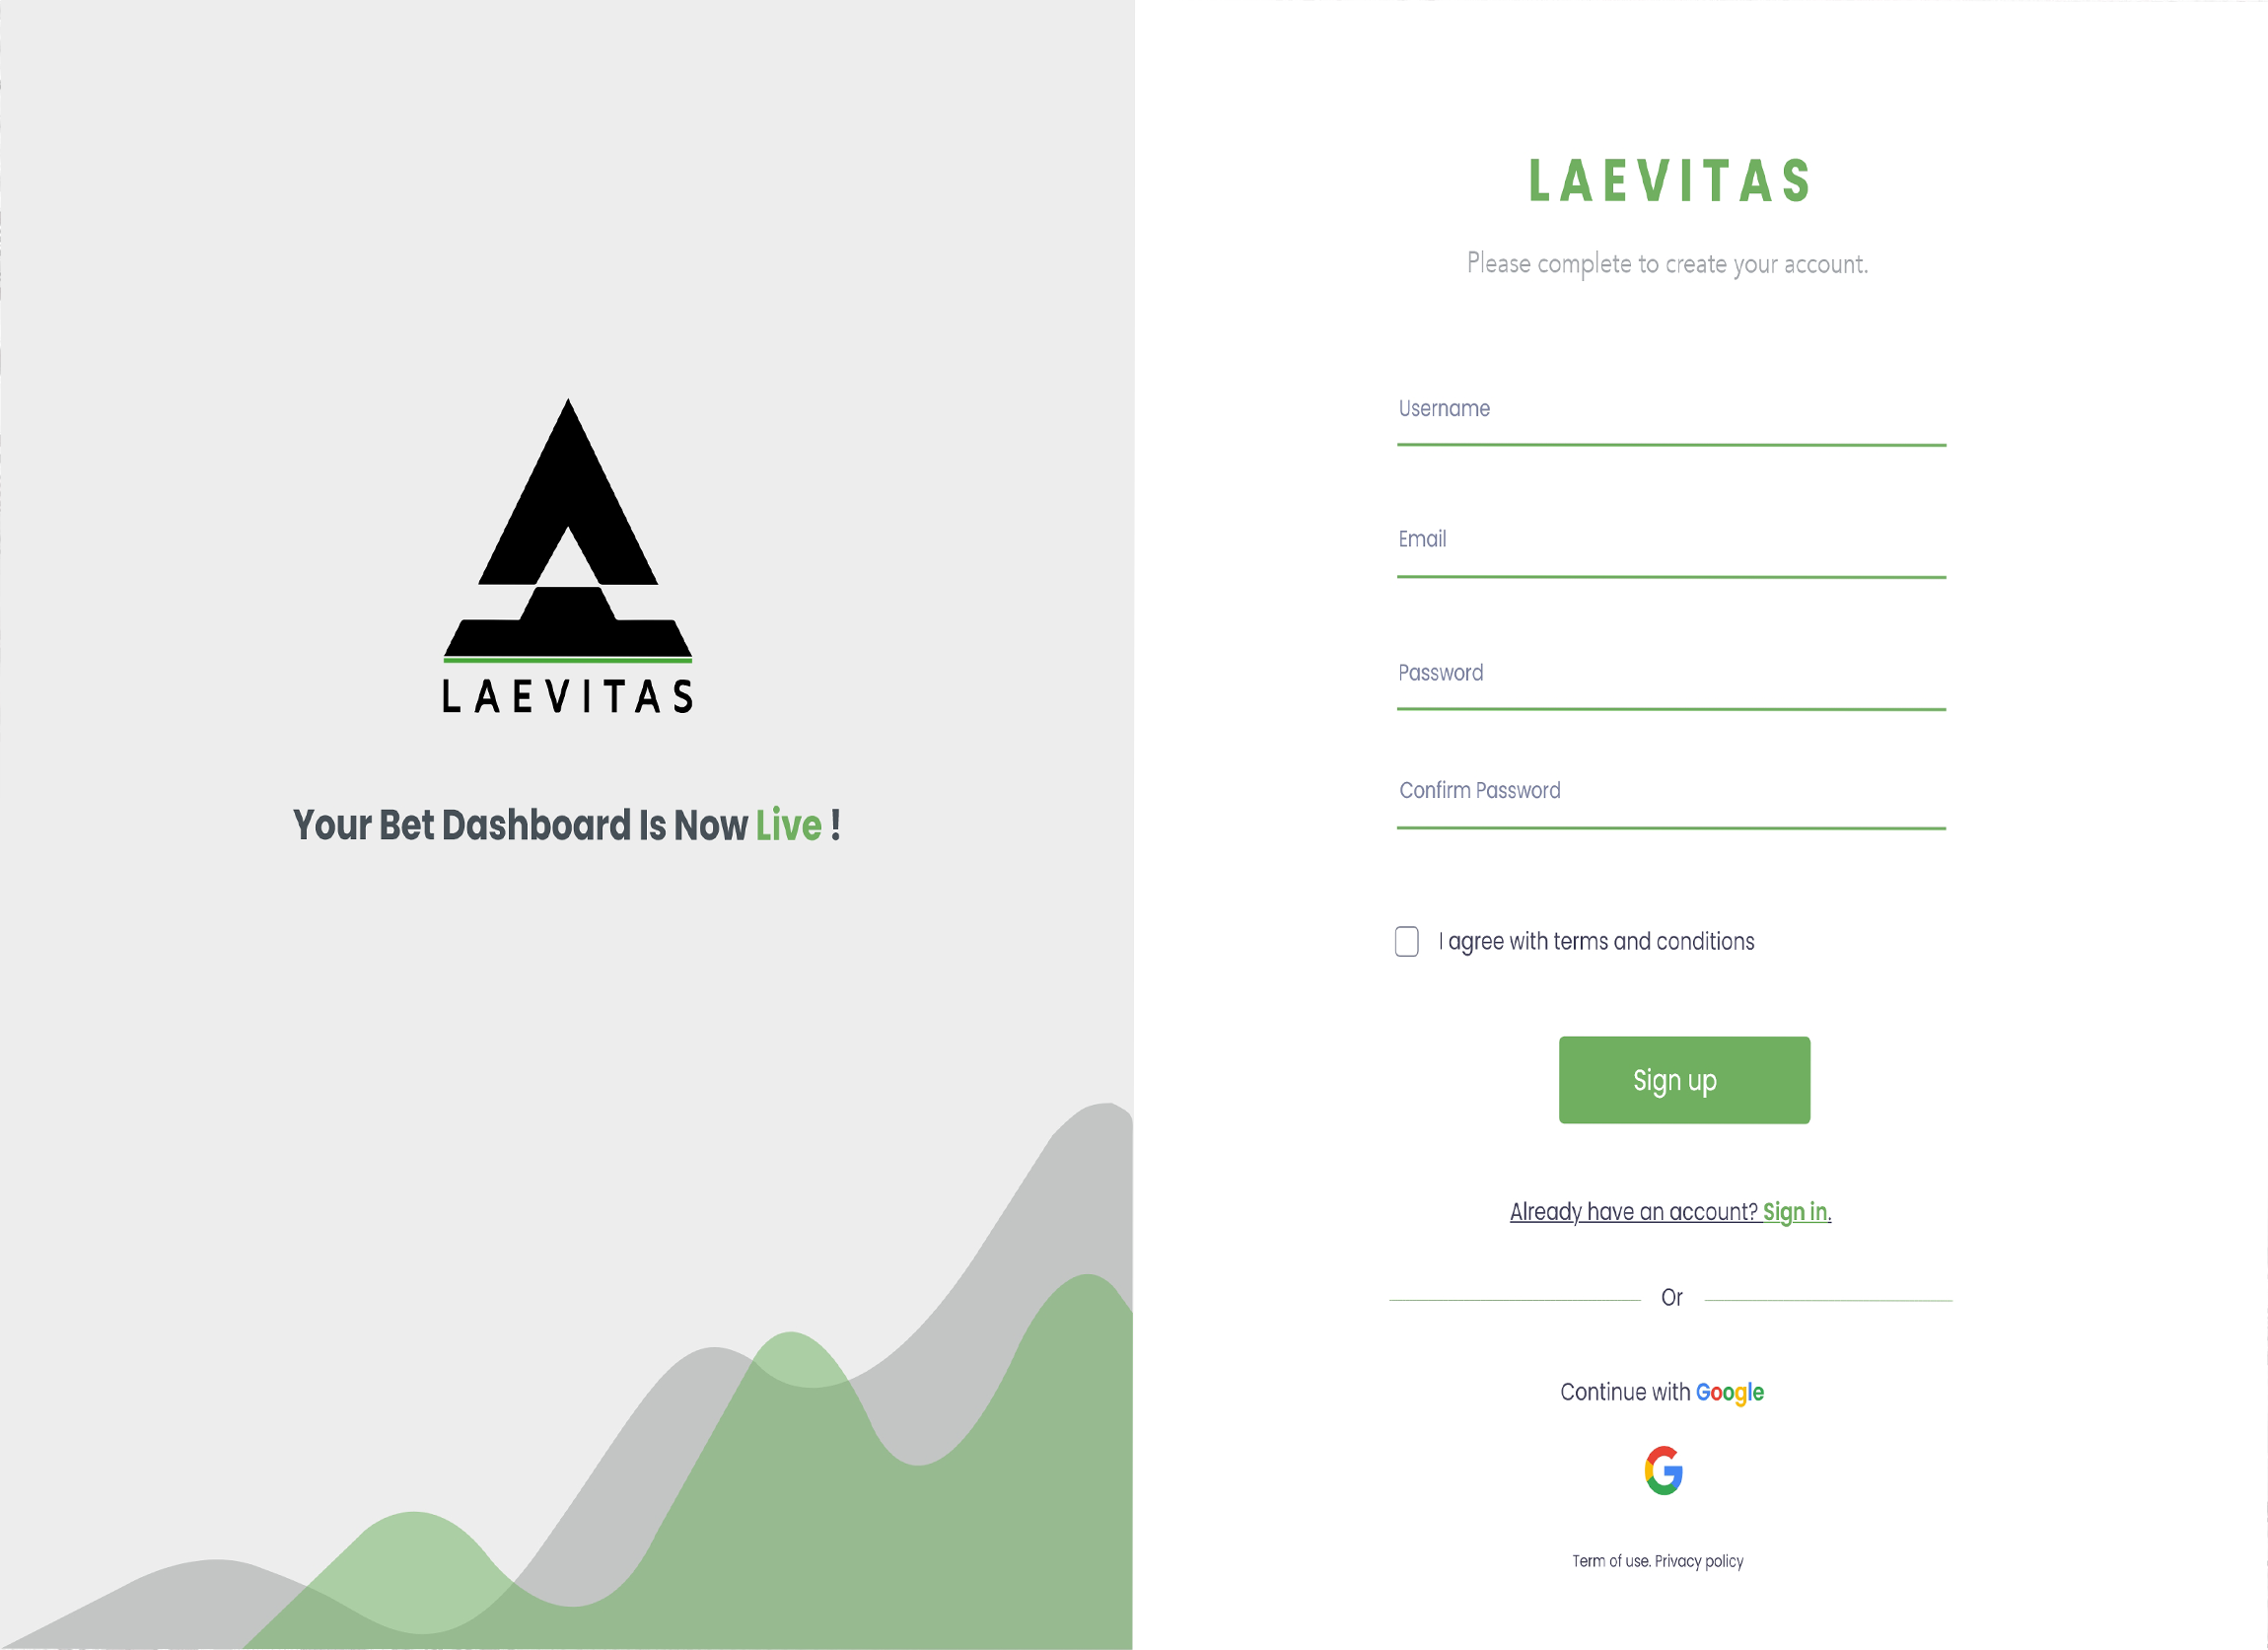 LAEVITAS
Your Bet Dashboard Is Now Live !
LAEVITAS
Please complete to create your account.
Username
Email
Password
Confirm Password
I agree with terms and conditions
Sign up
Already have an account? Sign in.
Or
Continue with Google
G
Term of use. Privacy policy